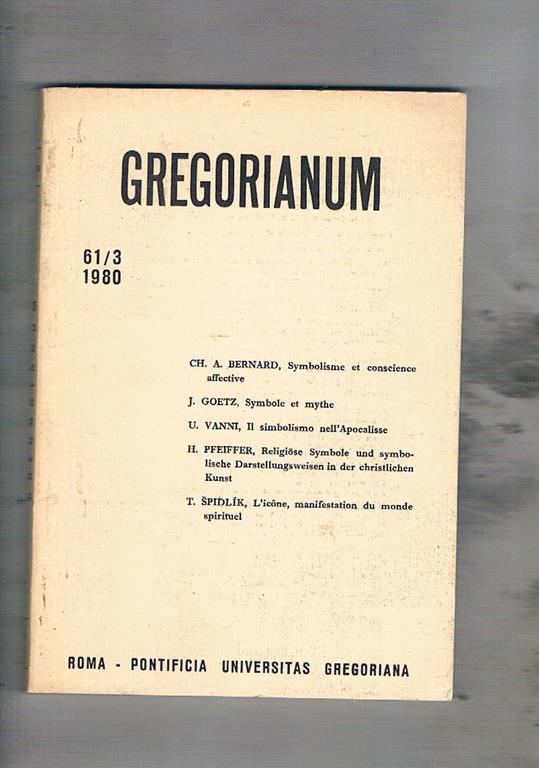 GREGORIANUM
61/3
1980
CH. A. BERNARD, Symbolisme et conscience
affective
J. GOETZ, Symbole et mythe
U. VANNI, Il simbolismo nell'Apocalisse
H. PFEIFFER, Religiöse Symbole und symbo-
lische Darstellungsweisen in der christlichen
Kunst
T. ŠPIDLÍK, L'icône, manifestation du monde
spirituel
ROMA - PONTIFICIA UNIVERSITAS GREGORIANA